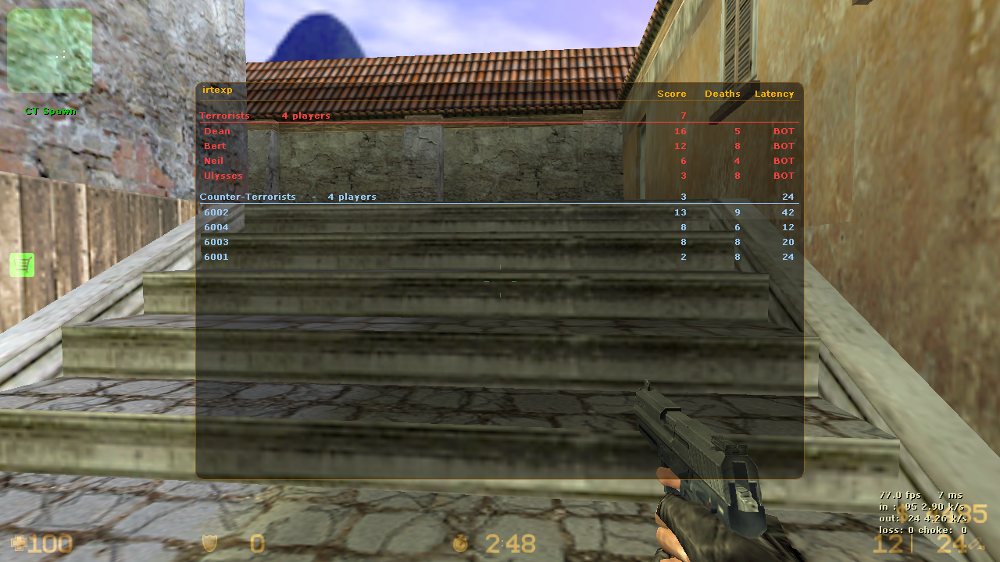 CT Spawn
irtexp Score Deaths Latency
Terrorists - 4 players 7
Dean 16 5 BOT
Bert 12 8 BOT
Neil 6 4 BOT
Ulysses 3 8 BOT
Counter-Terrorists - 4 players 3 24
6002 13 9 42
6004 8 6 12
6003 8 8 20
6001 2 8 24
77.0 fps 7 ms
in : 95 2.90 k/s
out: 24 4.26 k/s
loss: 0 choke: 0
100 0 2:48 12 | 24